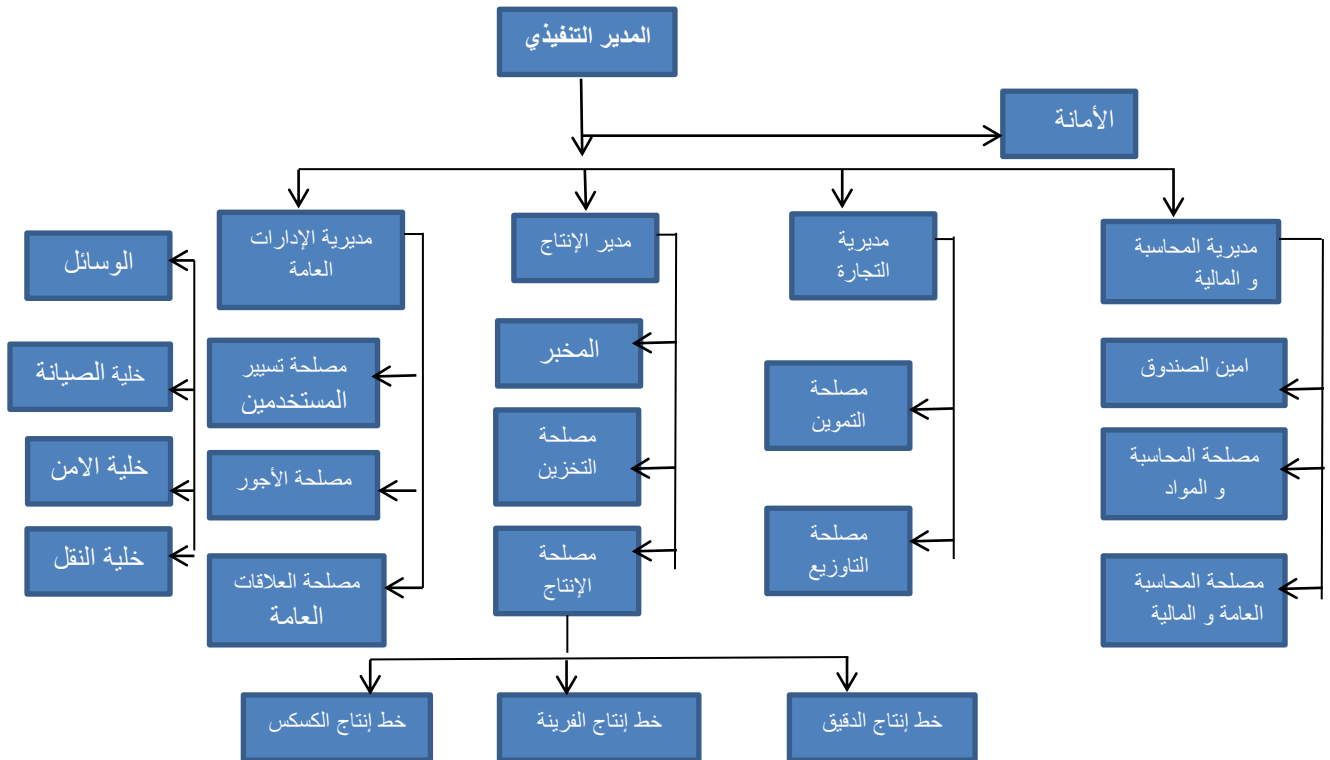 المدير التنفيذي
الأمانة
مديرية المحاسبة
و المالية
مديرية
التجارة
مدير الإنتاج
مديرية الإدارات
العامة
الوسائل
امين الصندوق
مصلحة
التموين
المخبر
مصلحة تسيير
المستخدمين
خلية الصيانة
مصلحة المحاسبة
و المواد
مصلحة
التخزين
مصلحة الأجور
خلية الامن
مصلحة المحاسبة
العامة و المالية
مصلحة
التاوزيع
مصلحة
الإنتاج
مصلحة العلاقات
العامة
خلية النقل
خط إنتاج الدقيق
خط إنتاج الفرينة
خط إنتاج الكسكس